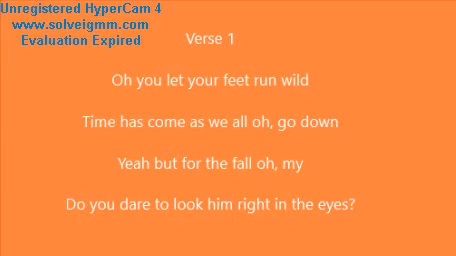 Unregistered HyperCam 4
www.solveigmm.com
Evaluation Expired
Verse 1
Oh you let your feet run wild
Time has come as we all oh, go down
Yeah but for the fall oh, my
Do you dare to look him right in the eyes?